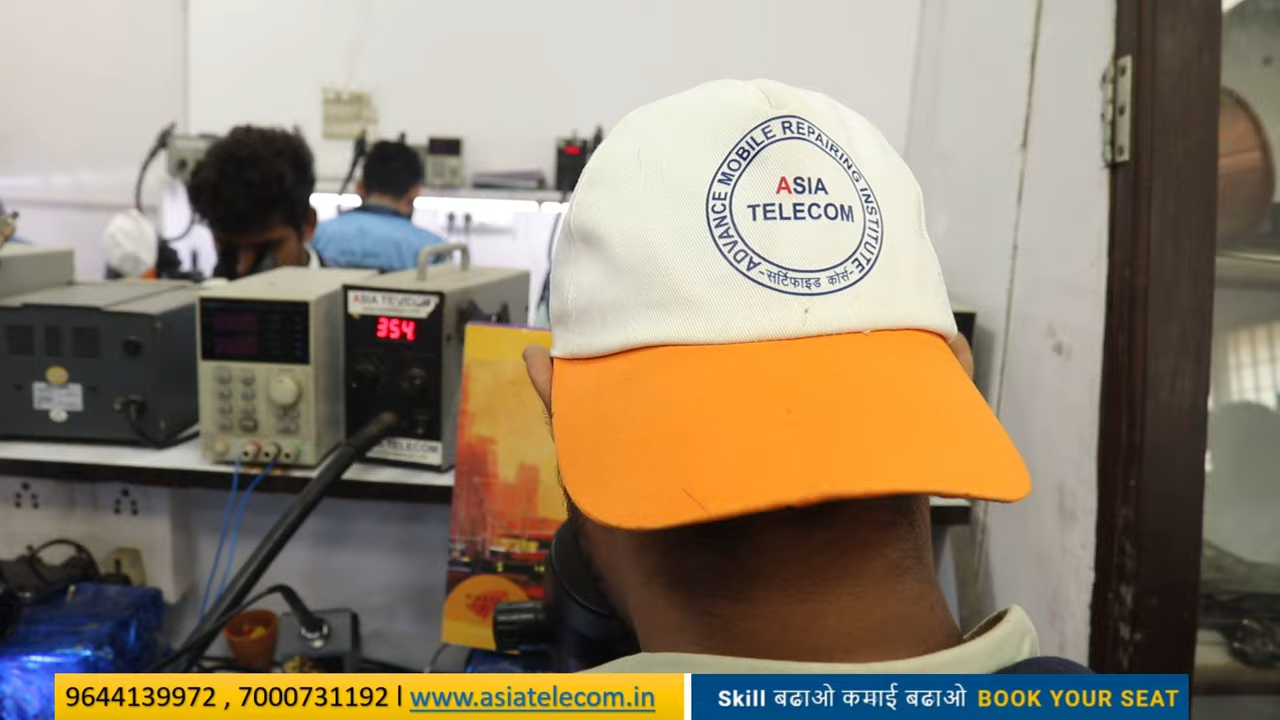 ADVANCE MOBILE REPAIRING INSTITUTE
ASIA
TELECOM
-सर्टिफाइड कोर्स-
ASIA TELECOM
354
TELECOM
9644139972 , 7000731192 | www.asiatelecom.in
Skill बढाओ कमाई बढाओ BOOK YOUR SEAT